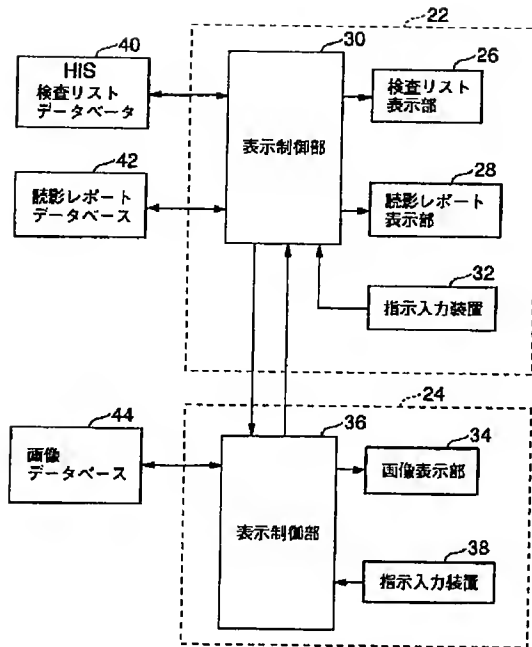 22
40
HIS
検査リスト
データベータ
30
表示制御部
26
検査リスト
表示部
42
読影レポート
データベース
28
読影レポート
表示部
32
指示入力装置
24
44
画像
データベース
36
表示制御部
34
画像表示部
38
指示入力装置